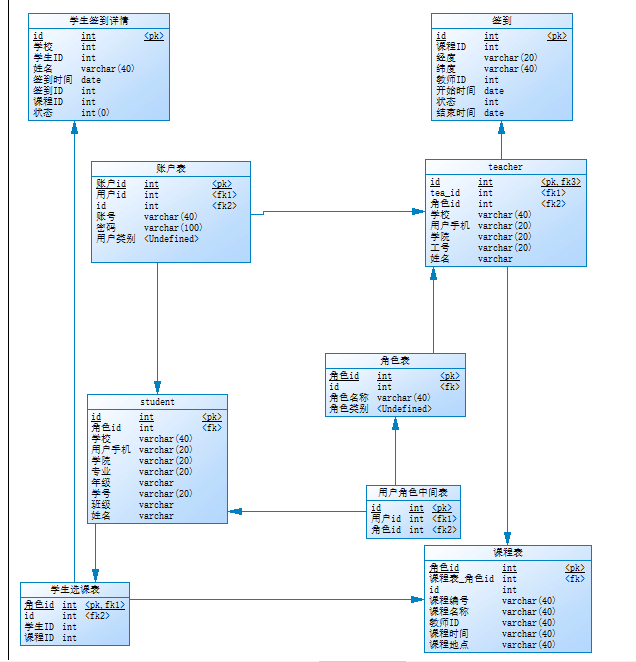 学生签到详情
id int <pk>
学校 int
学生ID int
姓名 varchar(40)
签到时间 date
签到ID int
课程ID int
状态 int(0)
签到
id int <pk>
课程ID int
经度 varchar(20)
纬度 varchar(40)
教师ID int
开始时间 date
状态 int
结束时间 date
账户表
账户id int <pk>
用户id int <fk1>
id int <fk2>
账号 varchar(40)
密码 varchar(100)
用户类别 <Undefined>
teacher
id int <pk,fk3>
tea_id int <fk1>
角色id int <fk2>
学校 varchar(40)
用户手机 varchar(20)
学院 varchar(20)
工号 varchar(20)
姓名 varchar
角色表
角色id int <pk>
id int <fk>
角色名称 varchar(40)
角色类别 <Undefined>
student
id int <pk>
角色id int <fk>
学校 varchar(40)
用户手机 varchar(20)
学院 varchar(20)
专业 varchar(20)
年级 varchar
学号 varchar(20)
班级 varchar
姓名 varchar
用户角色中间表
id int <pk>
用户id int <fk1>
角色id int <fk2>
学生选课表
角色id int <pk,fk1>
id int <fk2>
学生ID int
课程ID int
课程表
角色id int <pk>
课程表_角色id int <fk>
id int
课程编号 varchar(40)
课程名称 varchar(40)
教师ID varchar(40)
课程时间 varchar(40)
课程地点 varchar(40)